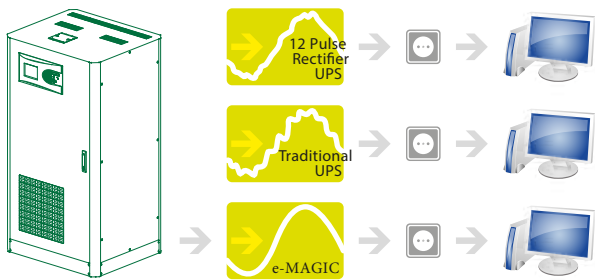 12 Pulse
Rectifier
UPS
Traditional
UPS
e-MAGIC